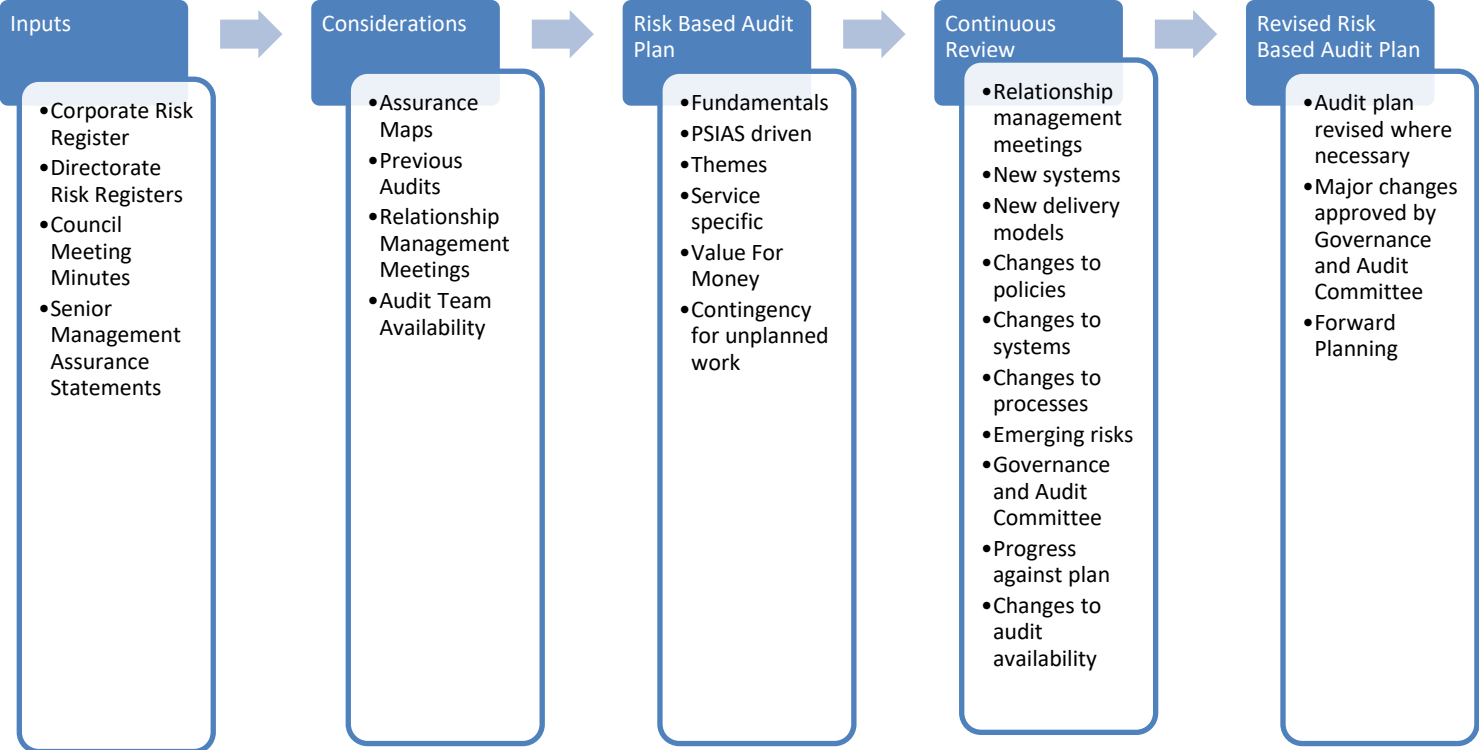 Inputs
•Corporate Risk
Register
•Directorate
Risk Registers
•Council
Meeting
Minutes
•Senior
Management
Assurance
Statements
Considerations
•Assurance
Maps
•Previous
Audits
•Relationship
Management
Meetings
•Audit Team
Availability
Risk Based Audit
Plan
•Fundamentals
•PSIAS driven
•Themes
•Service
specific
•Value For
Money
•Contingency
for unplanned
work
Continuous
Review
•Relationship
management
meetings
•New systems
•New delivery
models
•Changes to
policies
•Changes to
systems
•Changes to
processes
•Emerging risks
•Governance
and Audit
Committee
•Progress
against plan
•Changes to
audit
availability
Revised Risk
Based Audit Plan
•Audit plan
revised where
necessary
•Major changes
approved by
Governance
and Audit
Committee
•Forward
Planning